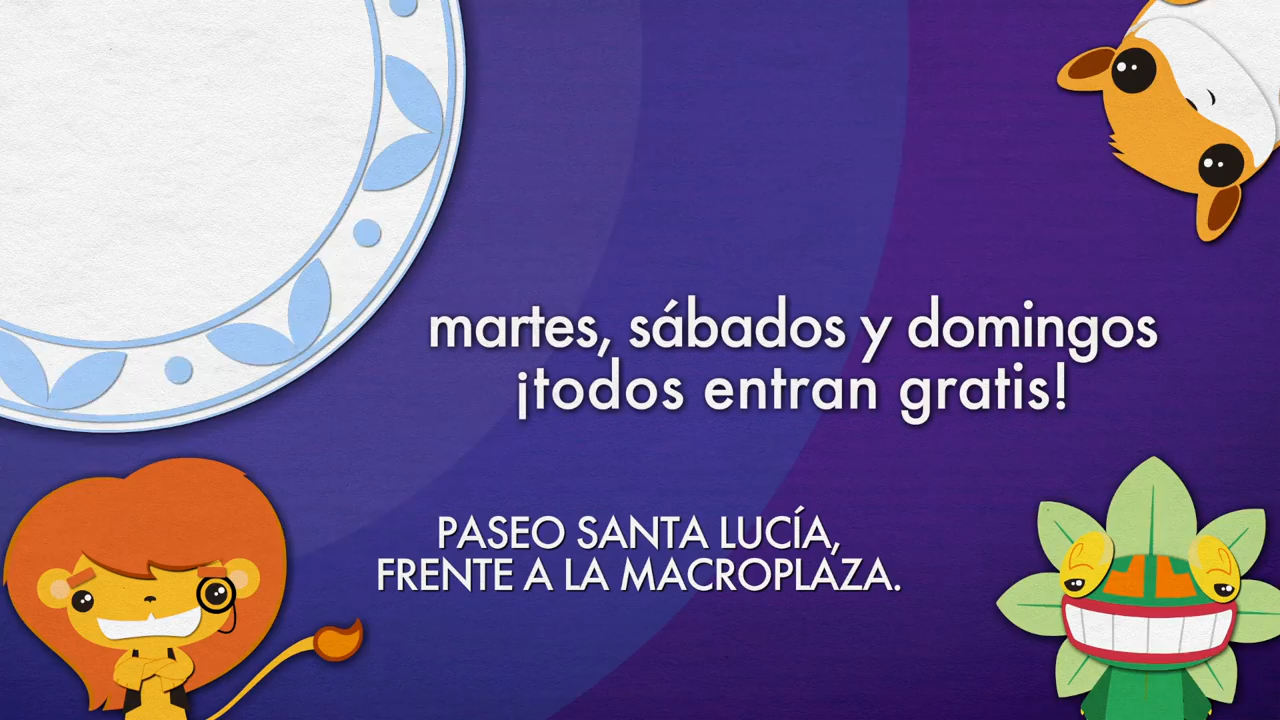 martes, sábados y domingos
¡todos entran gratis!
PASEO SANTA LUCÍA,
FRENTE A LA MACROPLAZA.